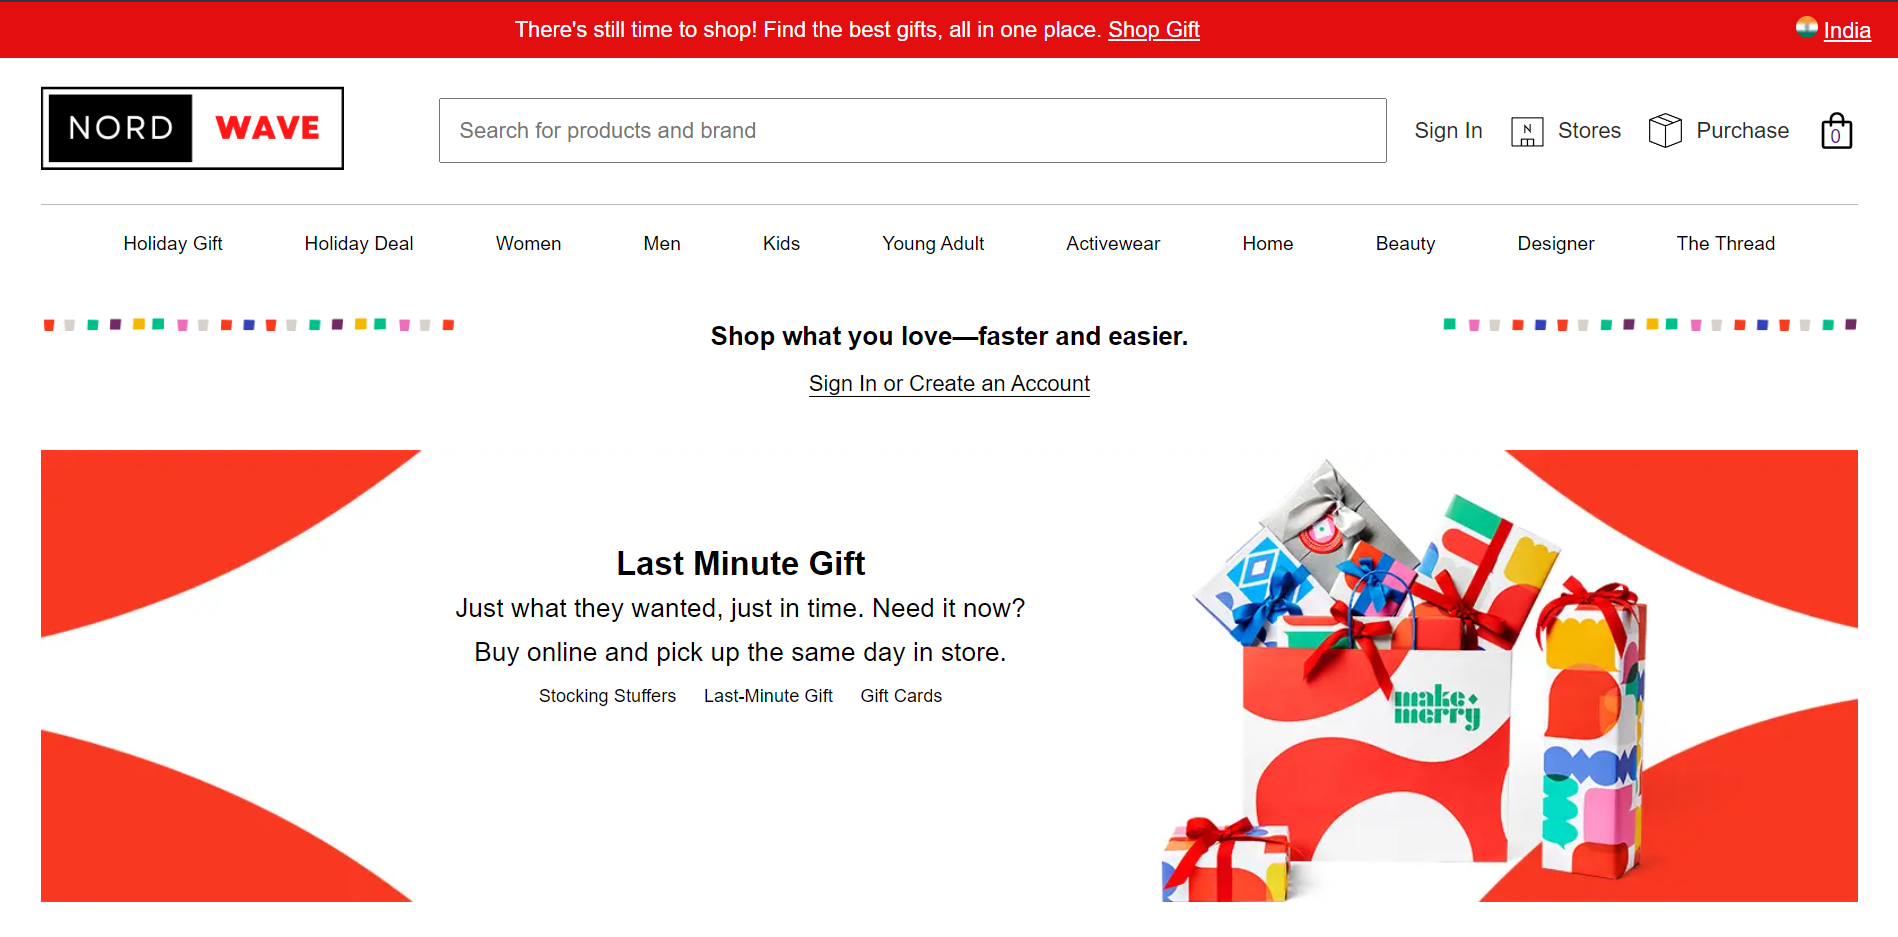 There's still time to shop! Find the best gifts, all in one place. Shop Gift
India
NORD WAVE
Search for products and brand
Sign In
N
Stores
Purchase
0
Holiday Gift
Holiday Deal
Women
Men
Kids
Young Adult
Activewear
Home
Beauty
Designer
The Thread
Shop what you love—faster and easier.
Sign In or Create an Account
Last Minute Gift
Just what they wanted, just in time. Need it now?
Buy online and pick up the same day in store.
Stocking Stuffers
Last-Minute Gift
Gift Cards
make
merry